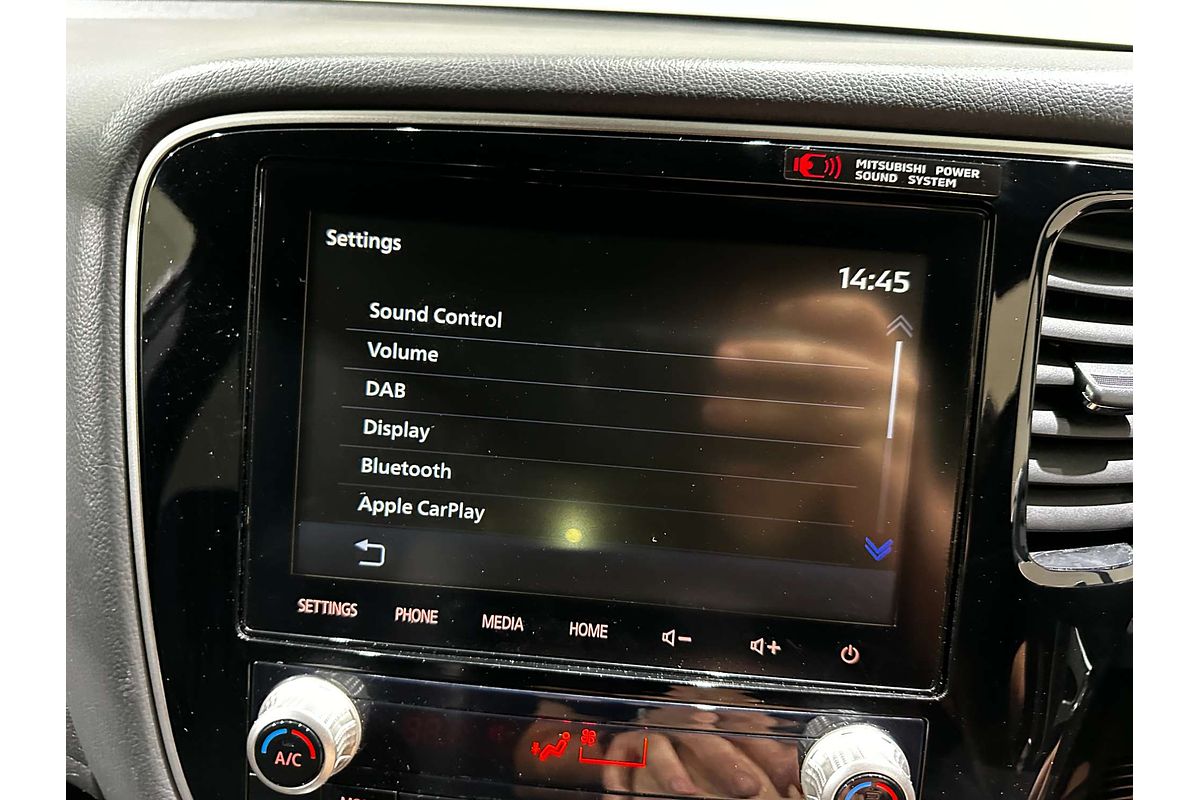 MITSUBISHI POWER
SOUND SYSTEM
Settings
14:45
Sound Control
Volume
DAB
Display
Bluetooth
Apple CarPlay
SETTINGS
PHONE
MEDIA
HOME
A/C